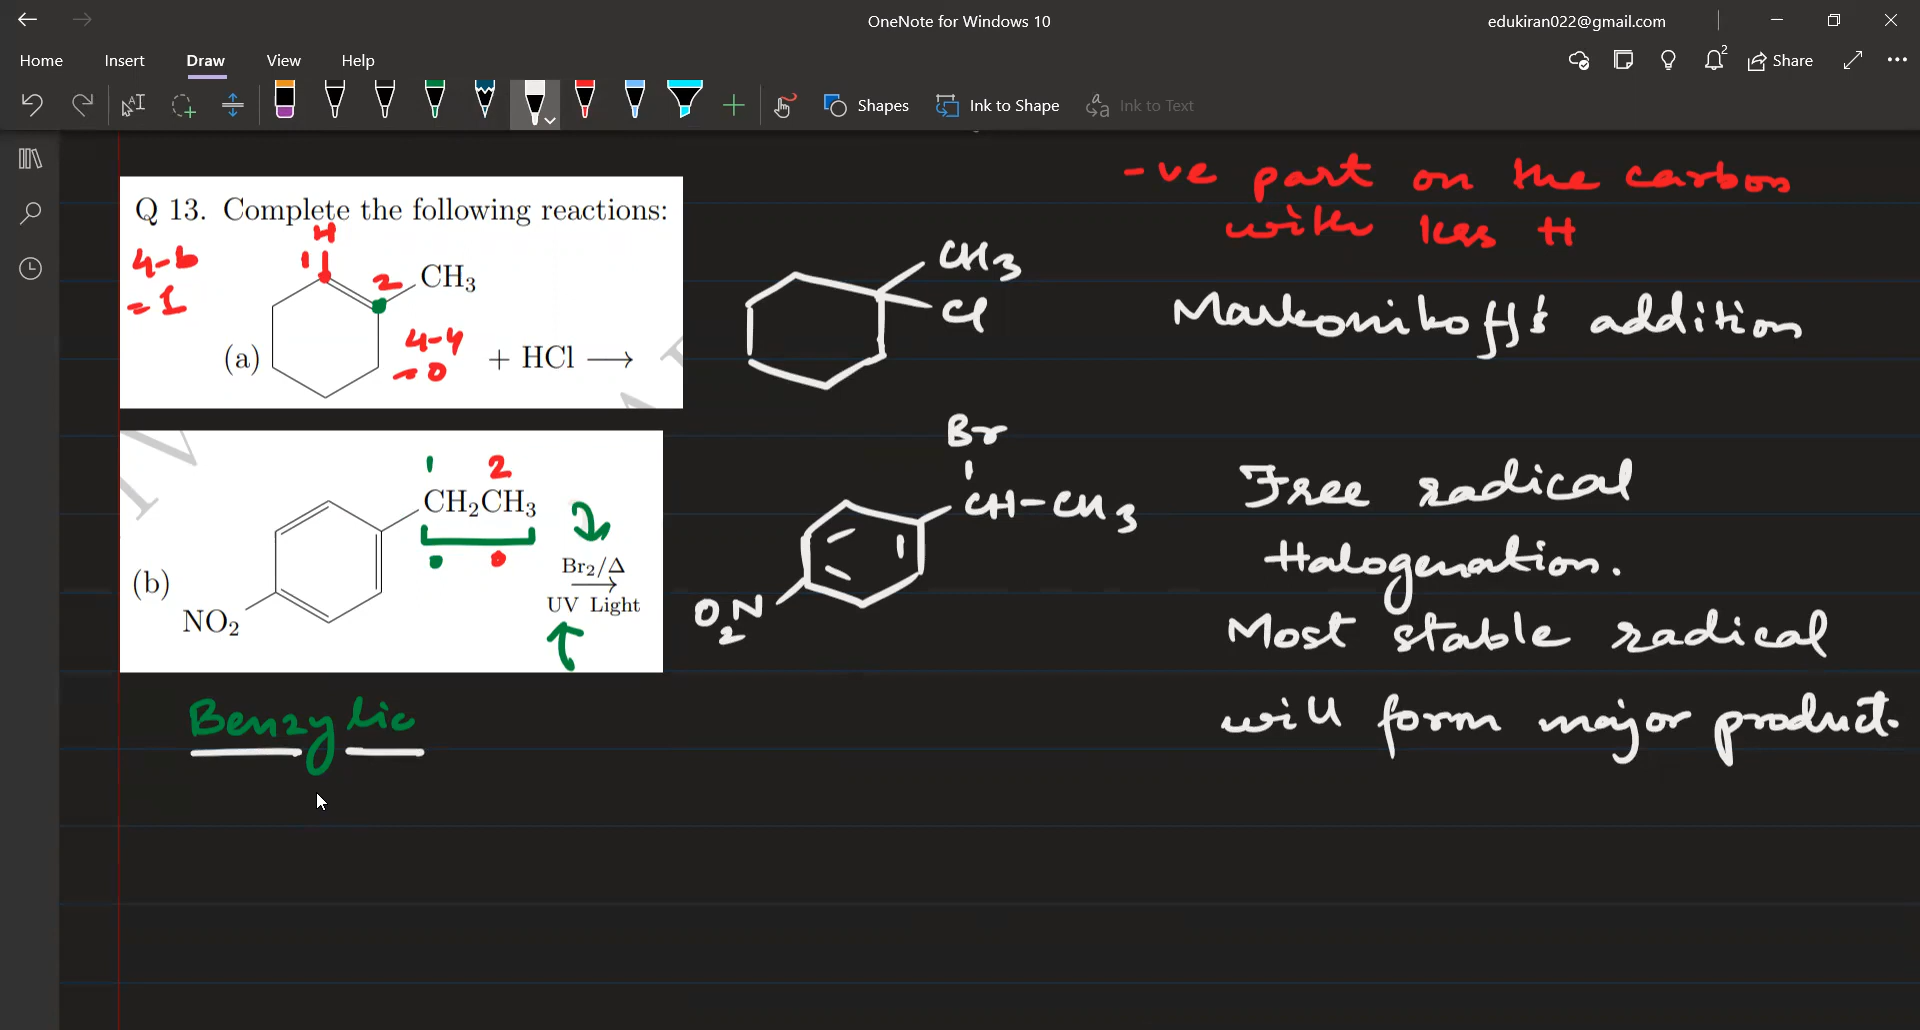 OneNote for Windows 10
edukiran022@gmail.com
Home Insert Draw View Help
2
Share
Shapes
Ink to Shape
Ink to Text
-ve part on the carbon
with less H
Q 13. Complete the following reactions:
H
4-b
= 1
1
2
CH3
4-4
= 0
(a)
+ HCl ⟶
CH3
Cl
Markonikoff's addition
1 2
CH2CH3
(b)
NO2
Br2/Δ
UV Light
Br
CH-CH3
O2N
Free radical
Halogenation.
Most stable radical
will form major product.
Benzylic